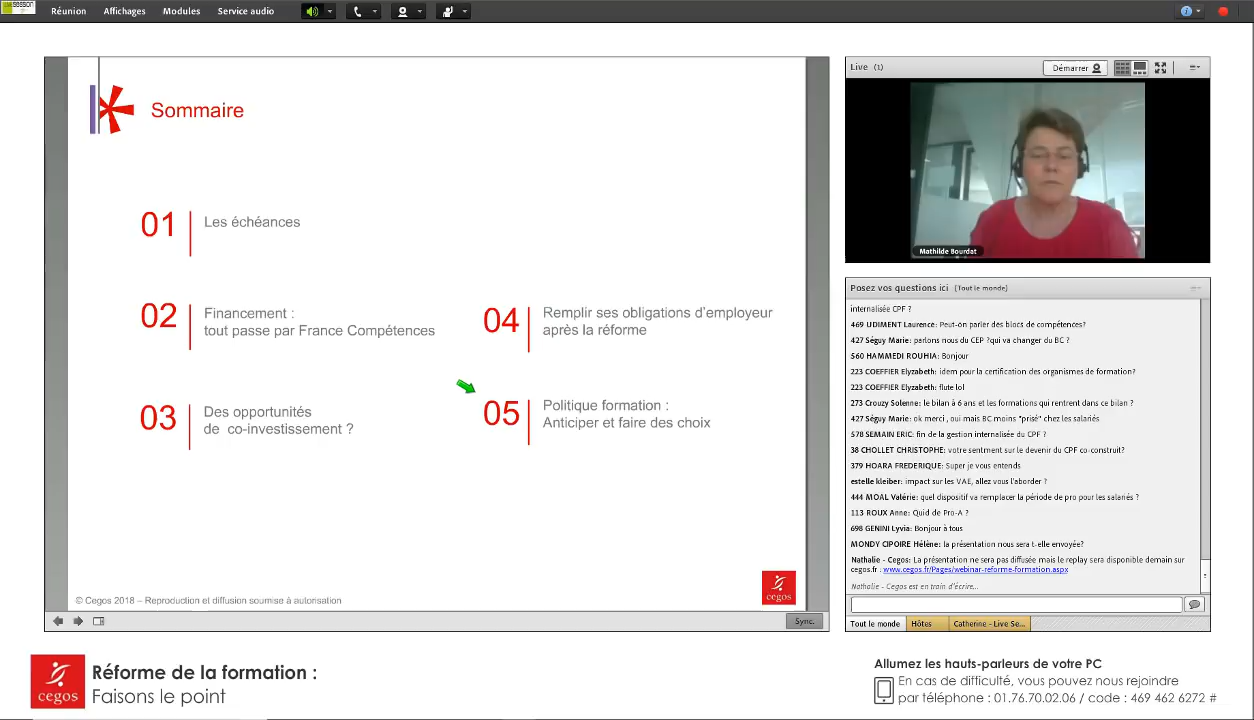 SESSION
Réunion Affichages Modules Service audio
Sommaire
01 Les échéances
02 Financement :
tout passe par France Compétences
03 Des opportunités
de co-investissement ?
04 Remplir ses obligations d'employeur
après la réforme
05 Politique formation :
Anticiper et faire des choix
cegos
© Cegos 2018 – Reproduction et diffusion soumise à autorisation
Sync.
Live (1)
Démarrer
Mathilde Bourdat
Posez vos questions ici (Tout le monde)
internalisée CPF ?
469 UDIMENT Laurence: Peut-on parler des blocs de compétences?
427 Séguy Marie: parlons nous du CEP ?qui va changer du BC ?
560 HAMMEDI ROUHIA: Bonjour
223 COEFFIER Elyzabeth: idem pour la certification des organismes de formation?
223 COEFFIER Elyzabeth: flute lol
273 Crouzy Solenne: le bilan à 6 ans et les formations qui rentrent dans ce bilan ?
427 Séguy Marie: ok merci , oui mais BC moins "prisé" chez les salariés
578 SEMAIN ERIC: fin de la gestion internalisée du CPF ?
38 CHOLLET CHRISTOPHE: votre sentment sur le devenir du CPF co-construit?
379 HOARA FREDERIQUE: Super je vous entends
estelle kleiber: impact sur les VAE, allez vous l'aborder ?
444 MOAL Valérie: quel dispositif va remplacer la période de pro pour les salariés ?
113 ROUX Anne: Quid de Pro-A ?
698 GENINI Lyvia: Bonjour à tous
MONDY CIPOIRE Hélène: la présentation nous sera t-elle envoyée?
Nathalie - Cegos: La présentation ne sera pas diffusée mais le replay sera disponible demain sur
cegos.fr : www.cegos.fr/Pages/webinar-reforme-formation.aspx
Nathalie - Cegos est en train d'écrire...
Tout le monde Hôtes Catherine - Live Se...
cegos
Réforme de la formation :
Faisons le point
Allumez les hauts-parleurs de votre PC
En cas de difficulté, vous pouvez nous rejoindre
par téléphone : 01.76.70.02.06 / code : 469 462 6272 #